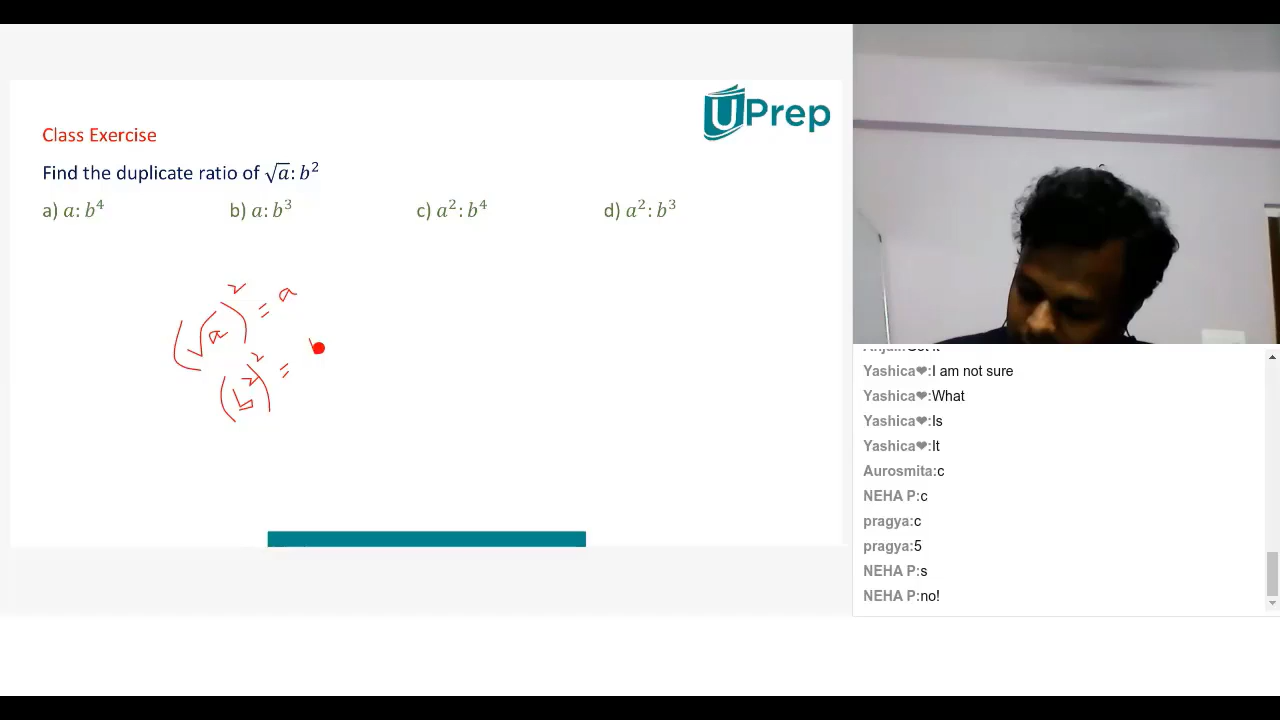 UPrep
Class Exercise
Find the duplicate ratio of √a: b²
a) a: b⁴ b) a: b³ c) a²: b⁴ d) a²: b³
(√a)² = a
(b²)² =
Yashica❤:I am not sure
Yashica❤:What
Yashica❤:Is
Yashica❤:It
Aurosmita:c
NEHA P:c
pragya:c
pragya:5
NEHA P:s
NEHA P:no!